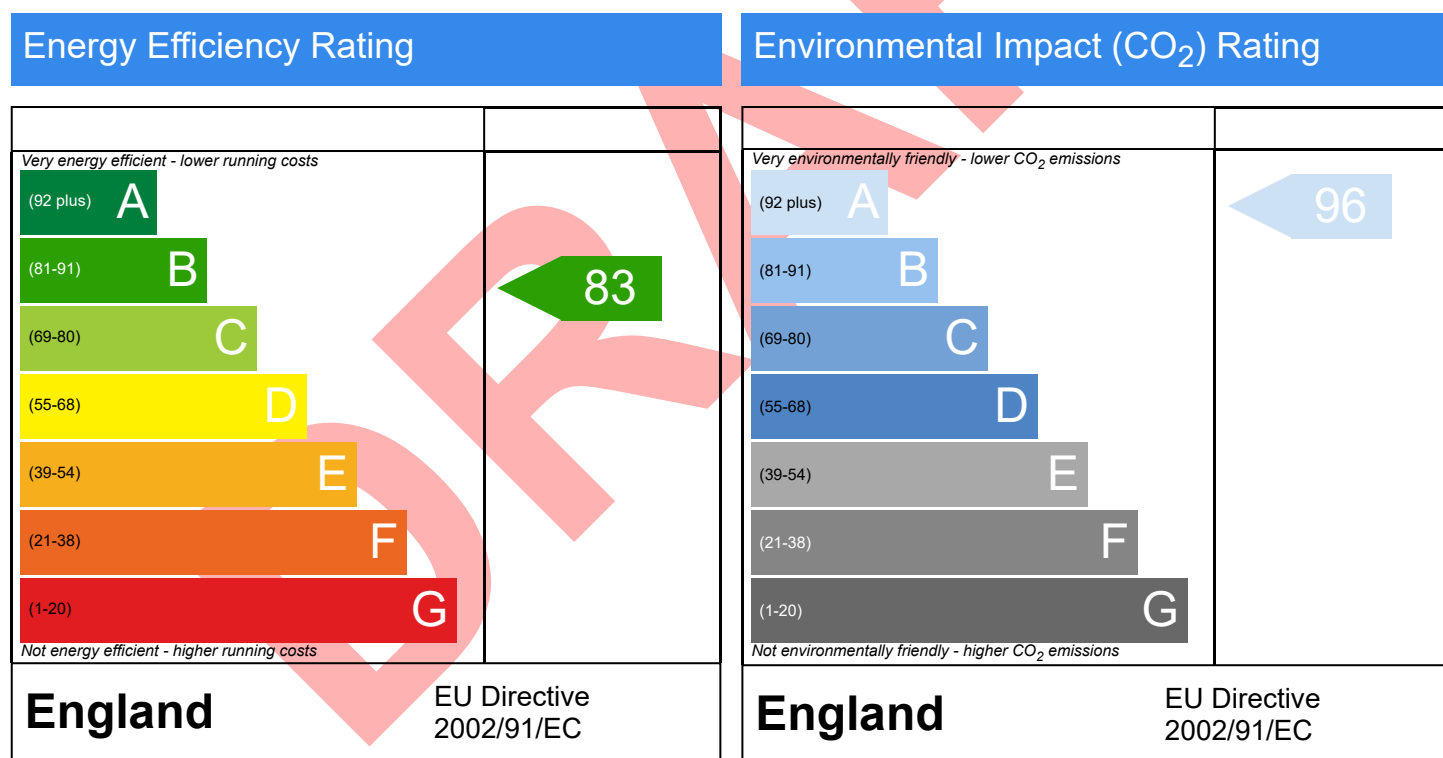 Energy Efficiency Rating
Very energy efficient - lower running costs
(92 plus) A
(81-91) B
(69-80) C
(55-68) D
(39-54) E
(21-38) F
(1-20) G
Not energy efficient - higher running costs
83
England
EU Directive
2002/91/EC
Environmental Impact (CO2) Rating
Very environmentally friendly - lower CO2 emissions
(92 plus) A
(81-91) B
(69-80) C
(55-68) D
(39-54) E
(21-38) F
(1-20) G
Not environmentally friendly - higher CO2 emissions
96
England
EU Directive
2002/91/EC